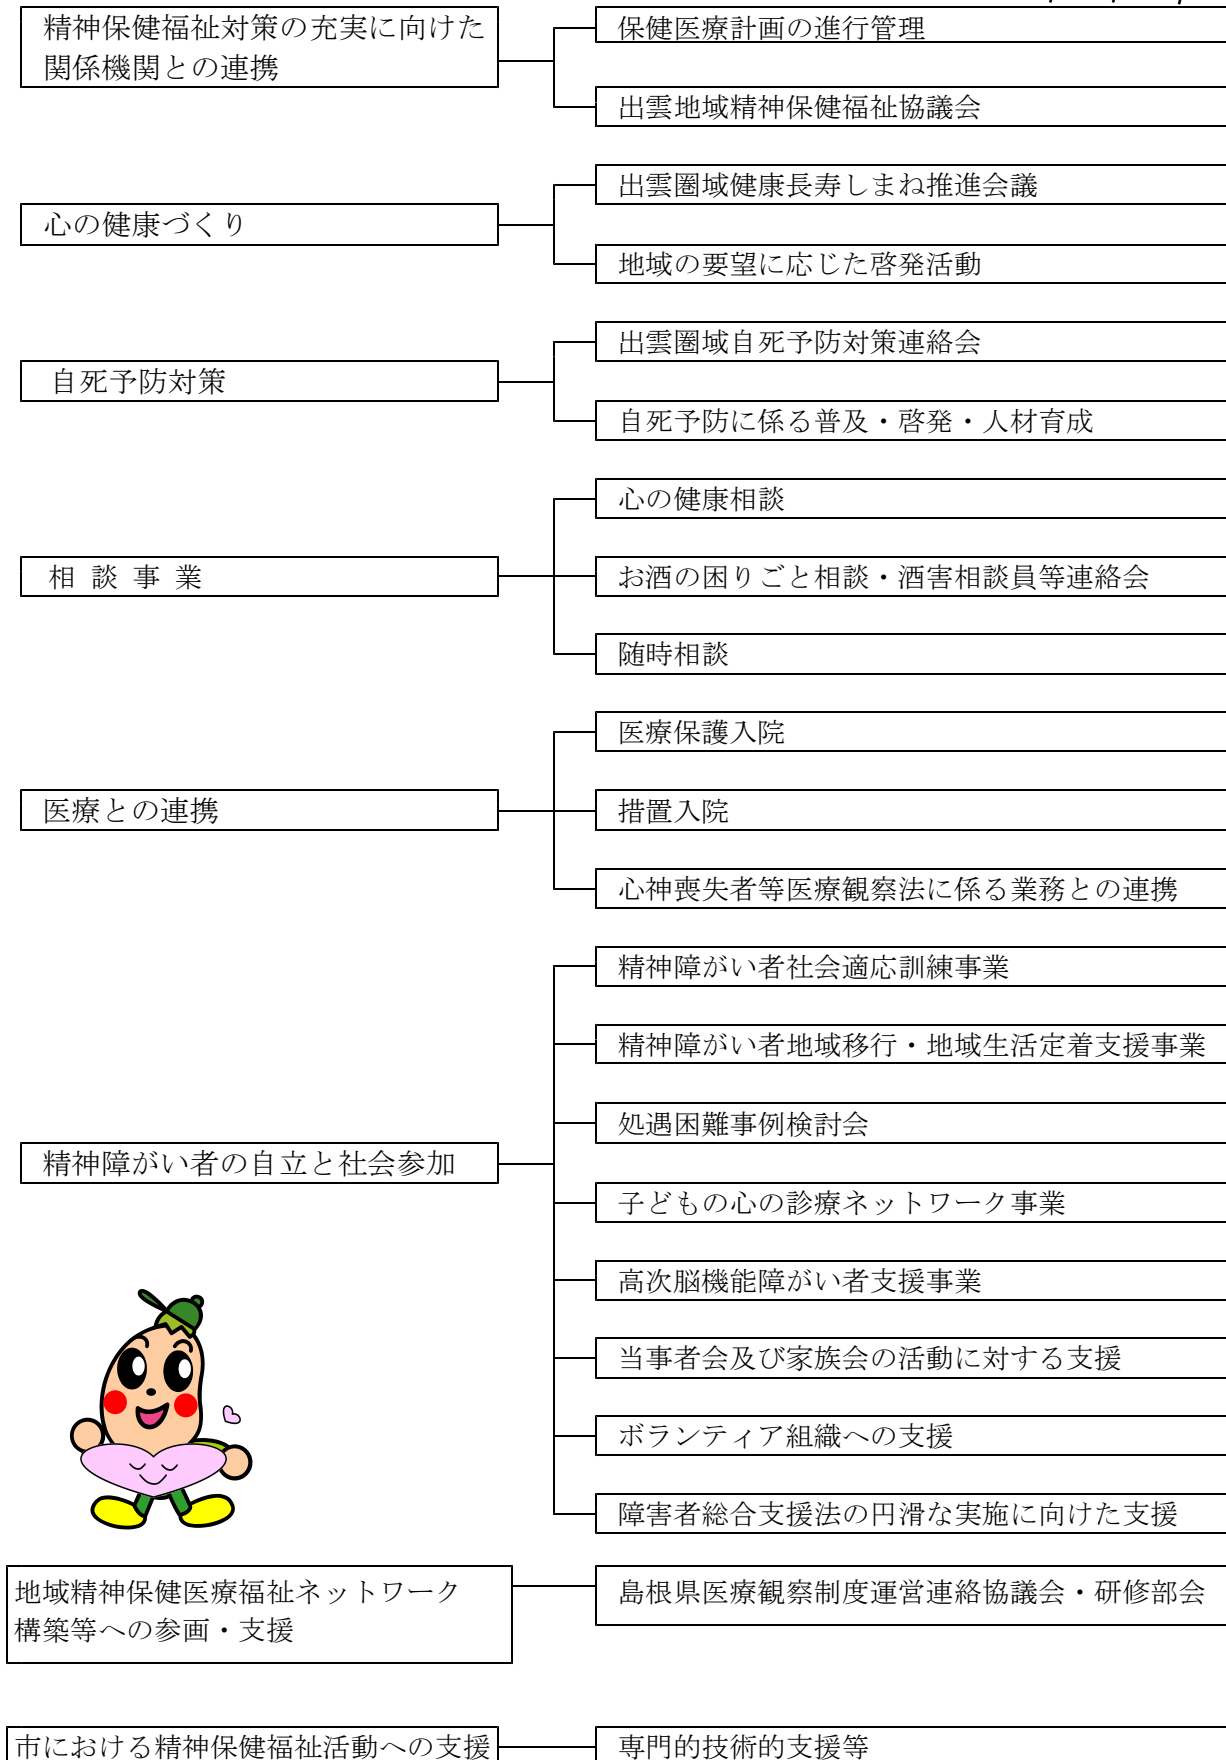 精神保健福祉対策の充実に向けた
関係機関との連携
保健医療計画の進行管理
出雲地域精神保健福祉協議会
心の健康づくり
出雲圏域健康長寿しまね推進会議
地域の要望に応じた啓発活動
自死予防対策
出雲圏域自死予防対策連絡会
自死予防に係る普及・啓発・人材育成
相 談 事 業
心の健康相談
お酒の困りごと相談・酒害相談員等連絡会
随時相談
医療との連携
医療保護入院
措置入院
心神喪失者等医療観察法に係る業務との連携
精神障がい者の自立と社会参加
精神障がい者社会適応訓練事業
精神障がい者地域移行・地域生活定着支援事業
処遇困難事例検討会
子どもの心の診療ネットワーク事業
高次脳機能障がい者支援事業
当事者会及び家族会の活動に対する支援
ボランティア組織への支援
障害者総合支援法の円滑な実施に向けた支援
地域精神保健医療福祉ネットワーク
構築等への参画・支援
島根県医療観察制度運営連絡協議会・研修部会
市における精神保健福祉活動への支援
専門的技術的支援等